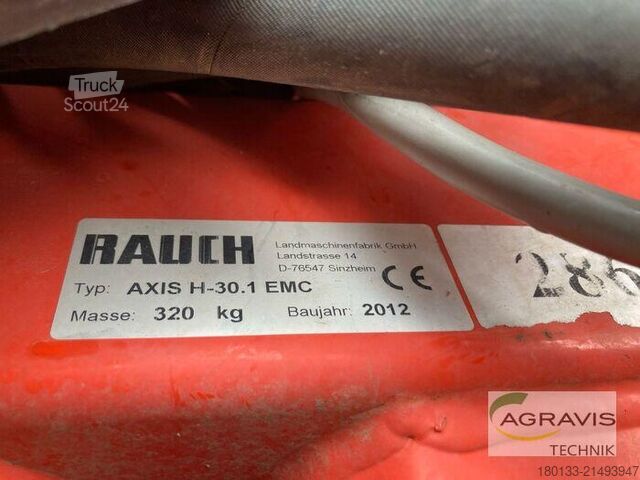 Truck
Scout24
RAUCH
Landmaschinenfabrik GmbH
Landstrasse 14
D-76547 Sinzheim
Typ: AXIS H-30.1 EMC
CE
Masse: 320 kg
Baujahr: 2012
286
AGRAVIS
TECHNIK
180133-21493947